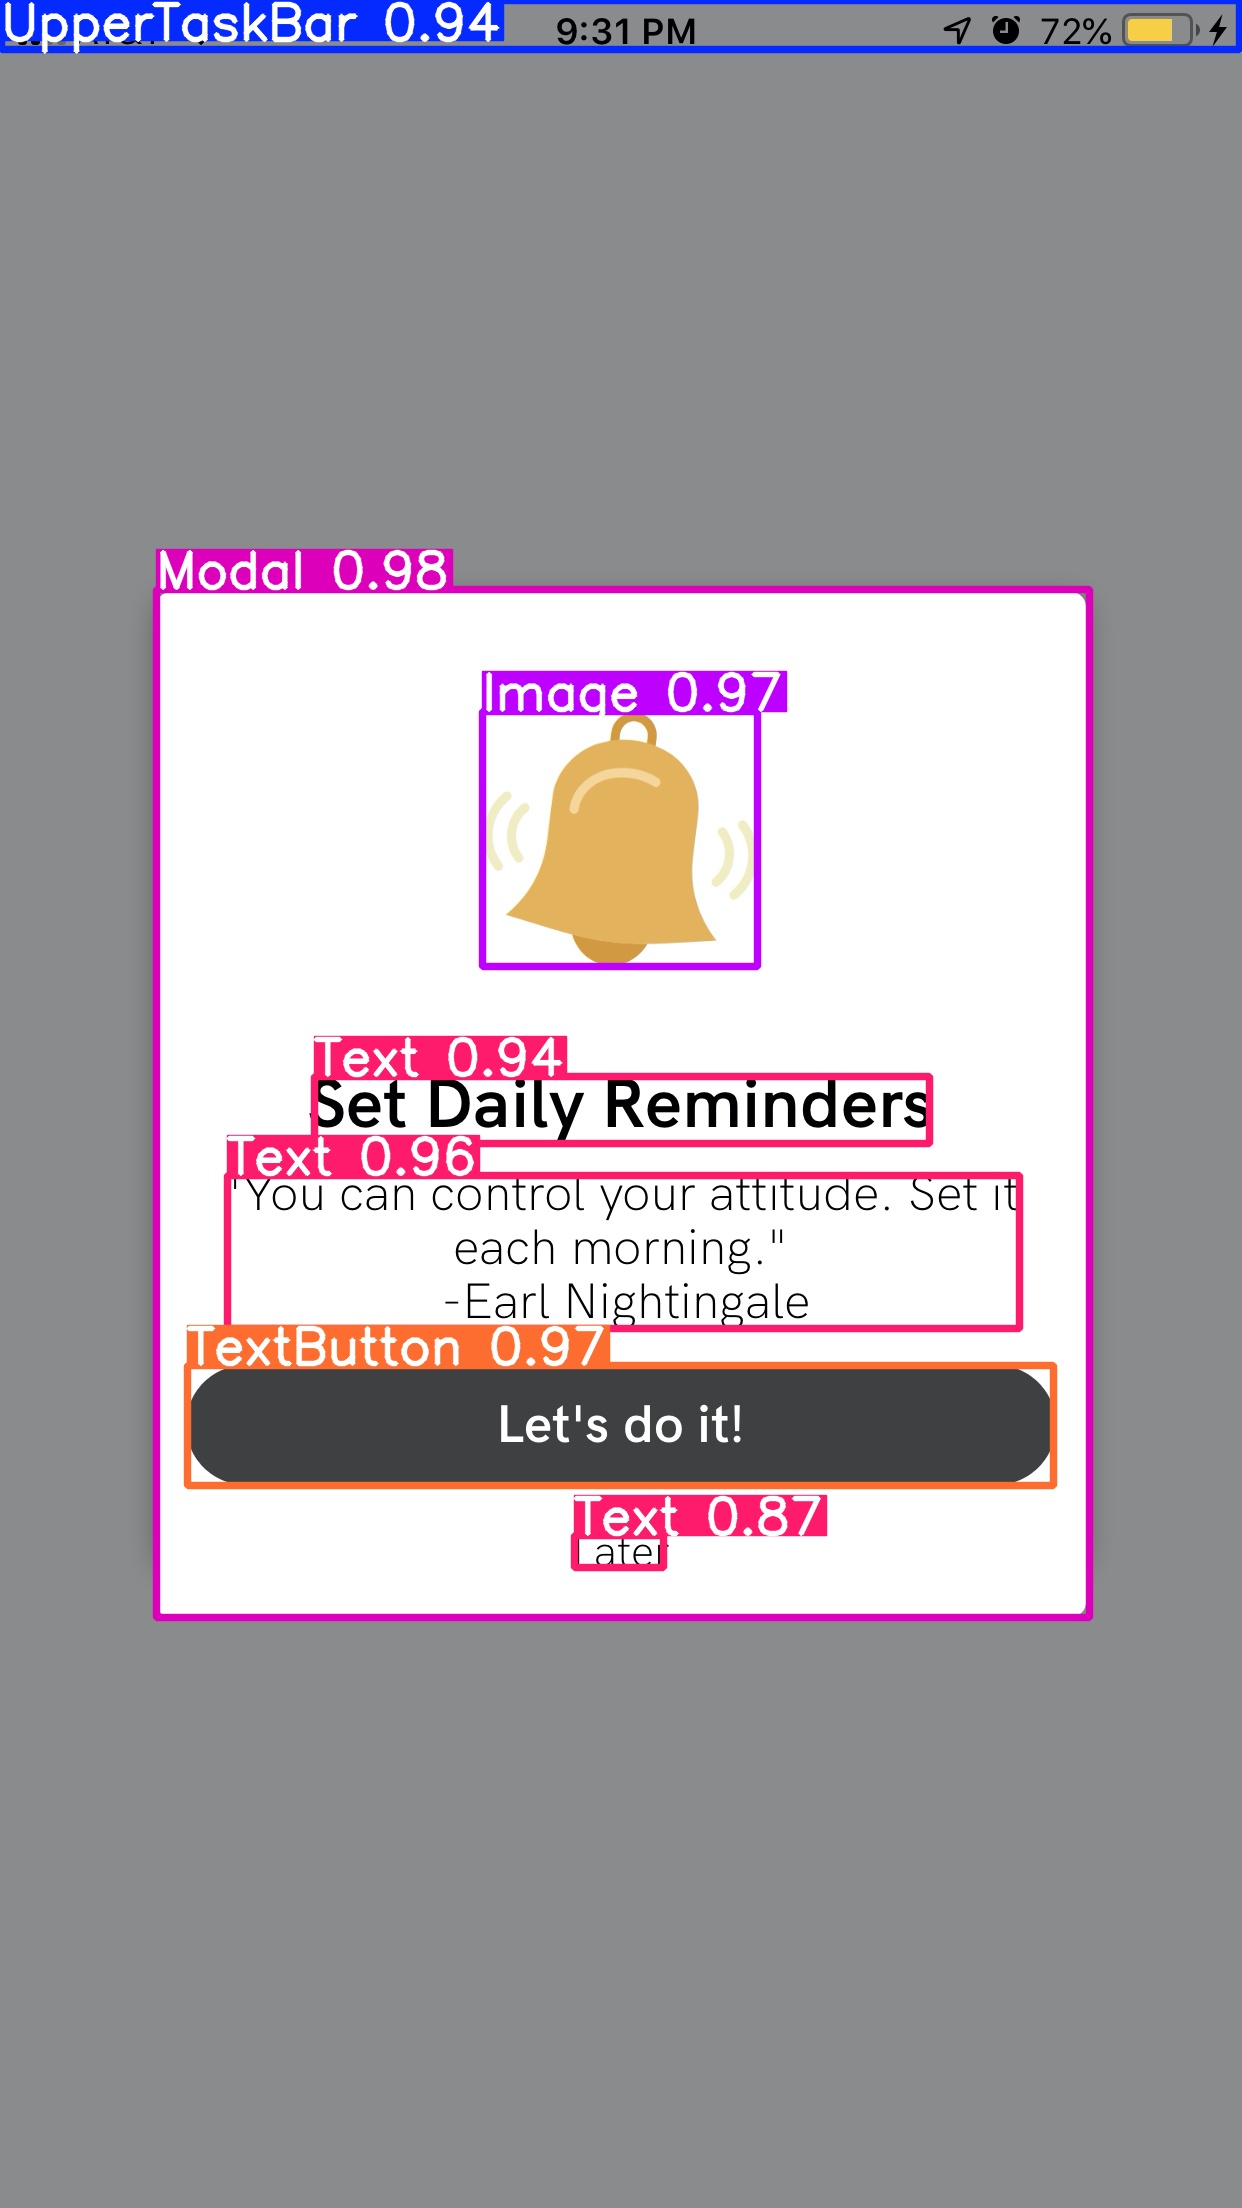 UpperTaskBar 0.94
9:31 PM
72%
Modal 0.98
Image 0.97
Text 0.94
Set Daily Reminders
Text 0.96
"You can control your attitude. Set it
each morning."
-Earl Nightingale
TextButton 0.97
Let's do it!
Text 0.87
Later